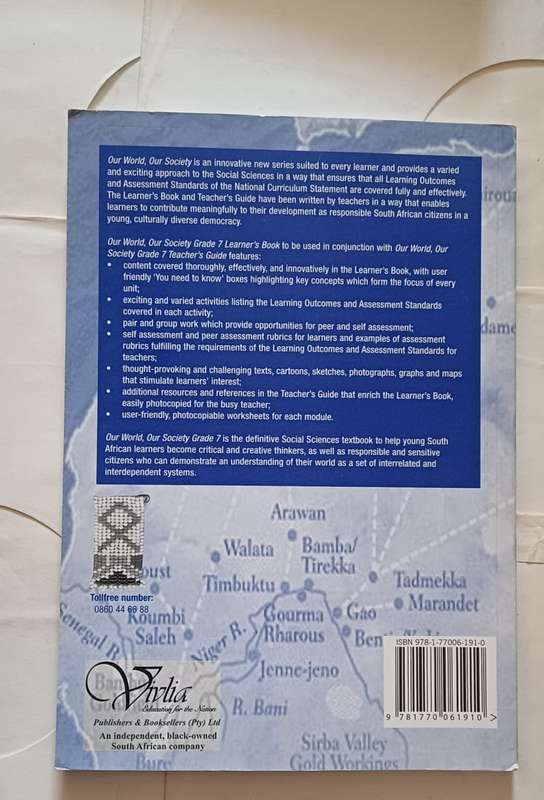 Our World, Our Society is an innovative new series suited to every learner and provides a varied
and exciting approach to the Social Sciences in a way that ensures that all Learning Outcomes
and Assessment Standards of the National Curriculum Statement are covered fully and effectively.
The Learner's Book and Teacher's Guide have been written by teachers in a way that enables
learners to contribute meaningfully to their development as responsible South African citizens in a
young, culturally diverse democracy.
Our World, Our Society Grade 7 Learner's Book to be used in conjunction with Our World, Our
Society Grade 7 Teacher's Guide features:
• content covered thoroughly, effectively, and innovatively in the Learner's Book, with user
friendly 'You need to know' boxes highlighting key concepts which form the focus of every
unit;
• exciting and varied activities listing the Learning Outcomes and Assessment Standards
covered in each activity;
• pair and group work which provide opportunities for peer and self assessment;
• self assessment and peer assessment rubrics for learners and examples of assessment
rubrics fulfilling the requirements of the Learning Outcomes and Assessment Standards for
teachers;
• thought-provoking and challenging texts, cartoons, sketches, photographs, graphs and maps
that stimulate learners' interest;
• additional resources and references in the Teacher's Guide that enrich the Learner's Book,
easily photocopied for the busy teacher;
• user-friendly, photocopiable worksheets for each module.
Our World, Our Society Grade 7 is the definitive Social Sciences textbook to help young South
African learners become critical and creative thinkers, as well as responsible and sensitive
citizens who can demonstrate an understanding of their world as a set of interrelated and
interdependent systems.
Arawan
Walata
Bamba/
Tirekka
Tadmekka
Timbuktu
Marandet
Tollfree number:
0860 44 66 88
Koumbi
Saleh
Gourma
Rharous
Gao
Senegal R.
Niger R.
Jenne-jeno
R. Bani
Vivlia
Education for the Nation
Publishers & Booksellers (Pty) Ltd
An independent, black-owned
South African company
Sirba Valley
Gold Workings
ISBN 978-1-77006-191-0
9 781770 061910 >